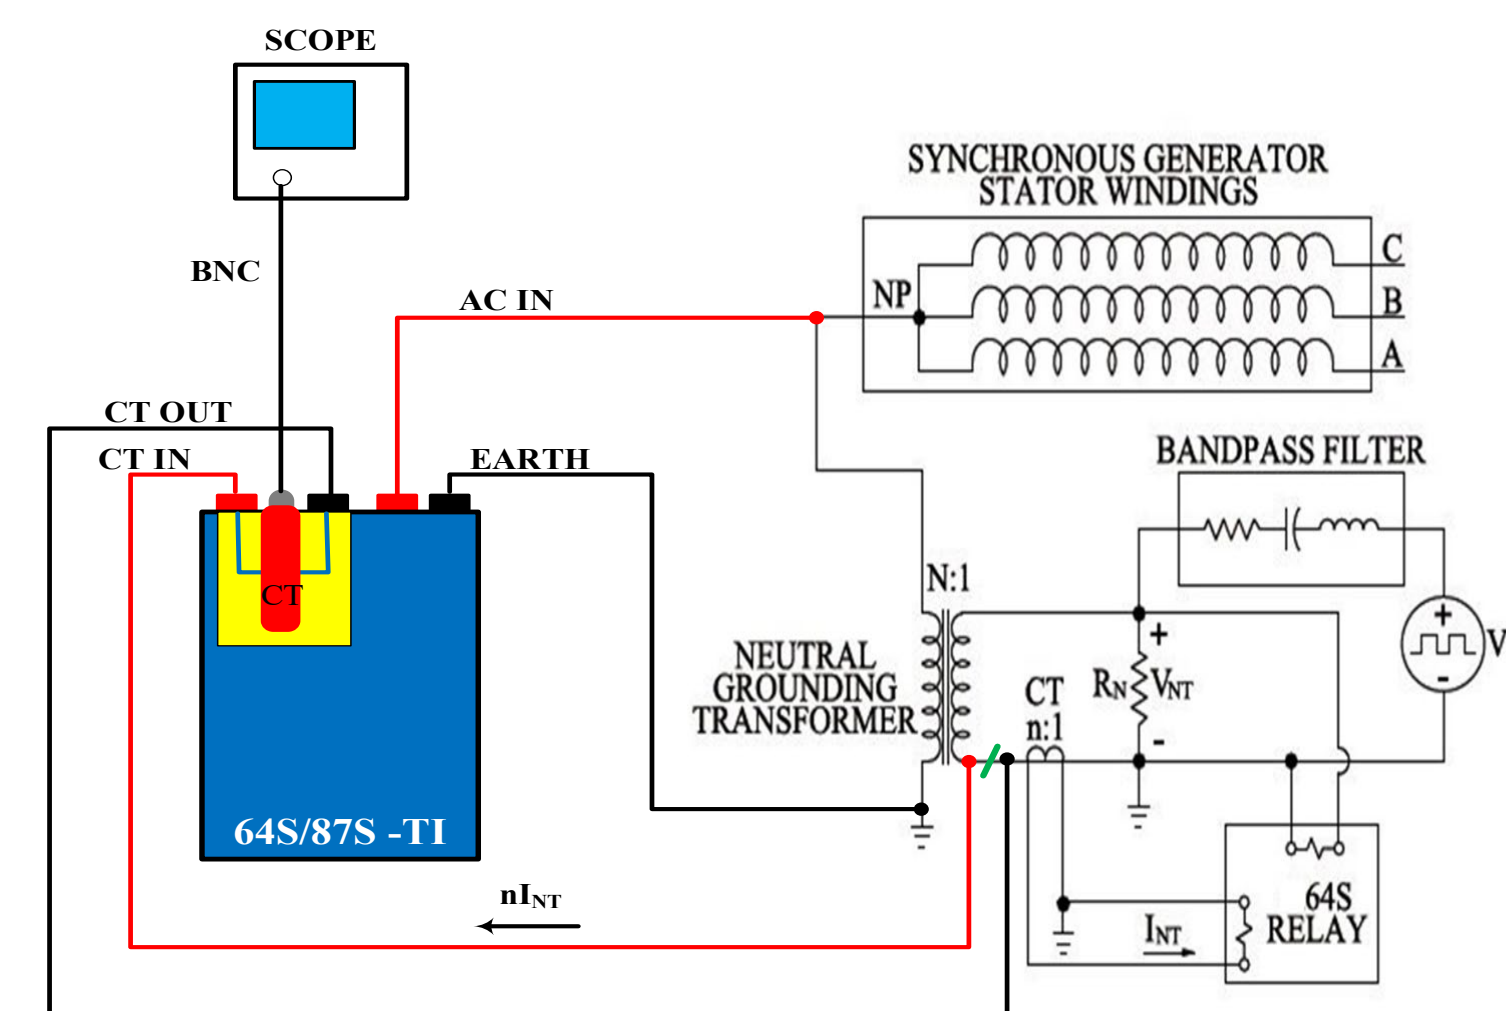 SCOPE
SYNCHRONOUS GENERATOR
STATOR WINDINGS
BNC
C
NP
AC IN
B
A
CT OUT
BANDPASS FILTER
CT IN
EARTH
N:1
CT
+
+
V
NEUTRAL
GROUNDING
TRANSFORMER
CT
n:1
RN
VNT
-
-
64S/87S -TI
nINT
64S
RELAY
INT